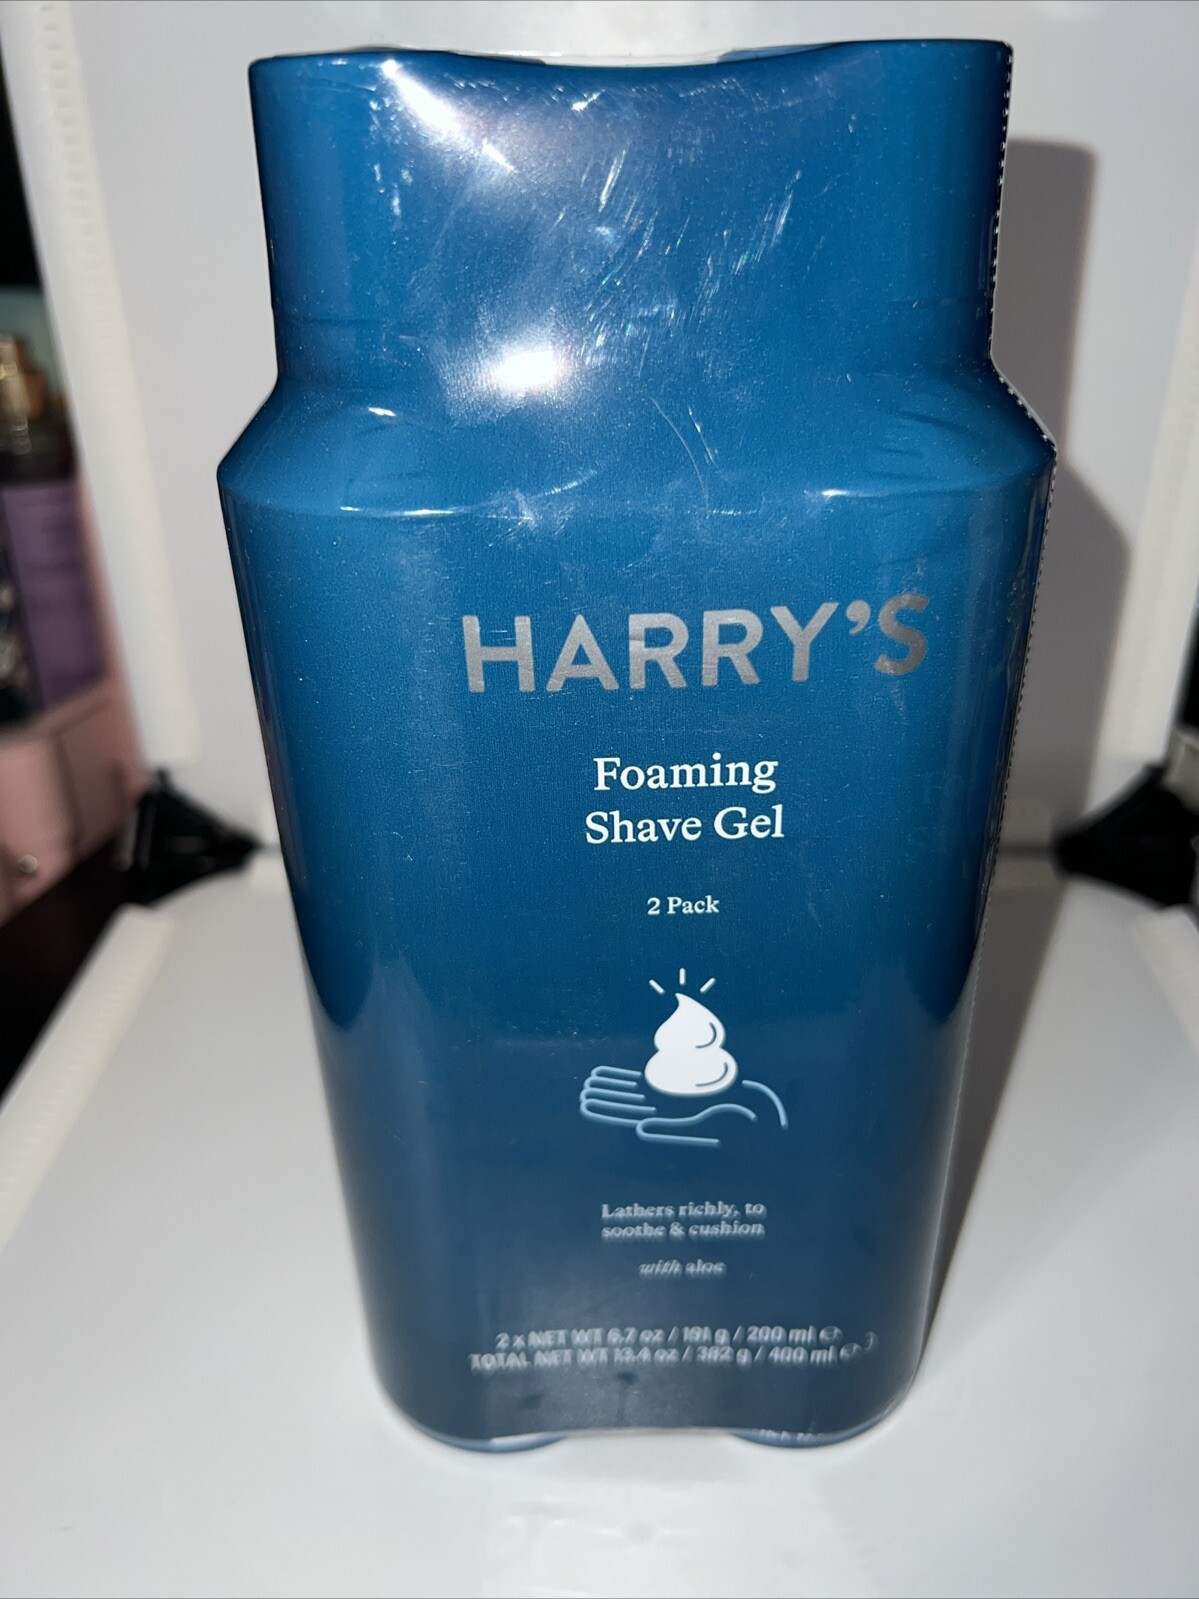 HARRY'S
Foaming
Shave Gel
2 Pack
Lathers richly, to
soothe & cushion
with aloe
2 x NET WT 6.7 oz / 191 g / 200 ml ℮
TOTAL NET WT 13.4 oz / 382 g / 400 ml ℮